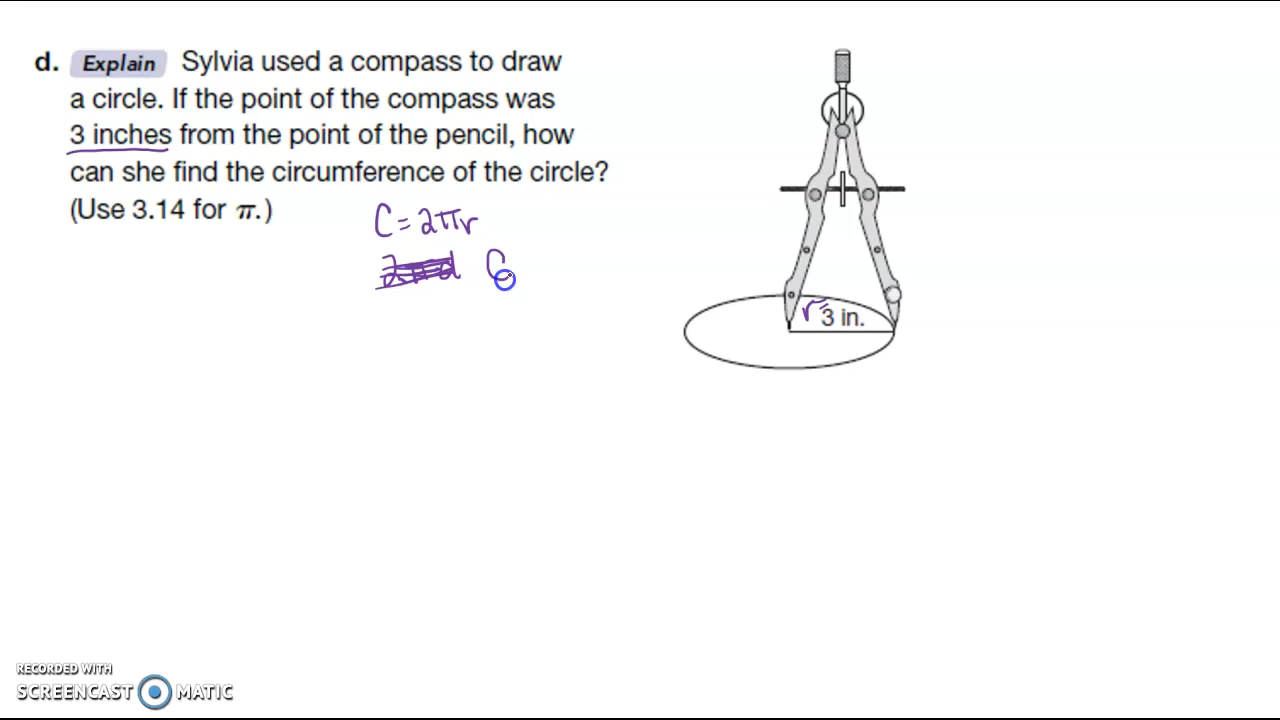 d. Explain Sylvia used a compass to draw
a circle. If the point of the compass was
3 inches from the point of the pencil, how
can she find the circumference of the circle?
(Use 3.14 for π.)
C = 2πr
C
r =
3 in.
RECORDED WITH
SCREENCAST MATIC